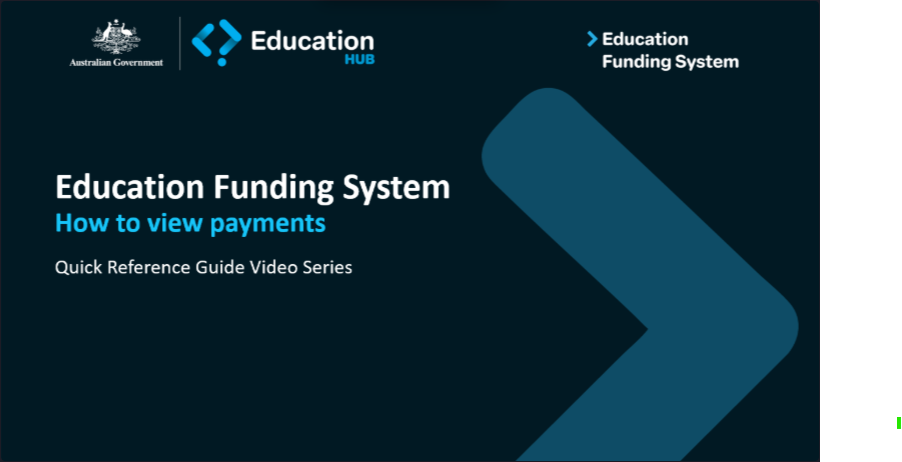 Australian Government
Education
HUB
Education
Funding System
Education Funding System
How to view payments
Quick Reference Guide Video Series